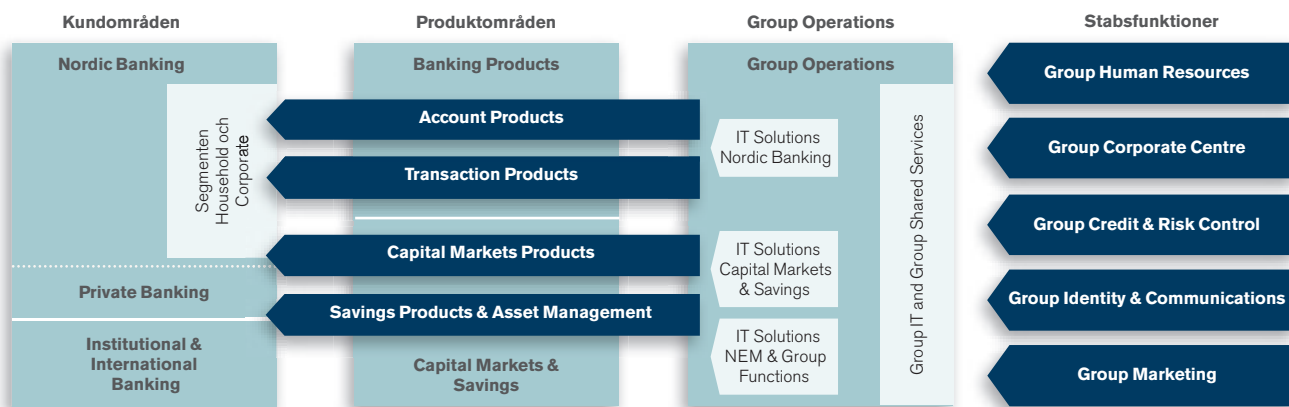 Kundområden
Produktområden
Group Operations
Stabsfunktioner
Nordic Banking
Segmenten
Household och
Corporate
Private Banking
Institutional &
International
Banking
Banking Products
Account Products
Transaction Products
Capital Markets Products
Savings Products & Asset Management
Capital Markets &
Savings
Group Operations
IT Solutions
Nordic Banking
IT Solutions
Capital Markets
& Savings
IT Solutions
NEM & Group
Functions
Group IT and Group Shared Services
Group Human Resources
Group Corporate Centre
Group Credit & Risk Control
Group Identity & Communications
Group Marketing